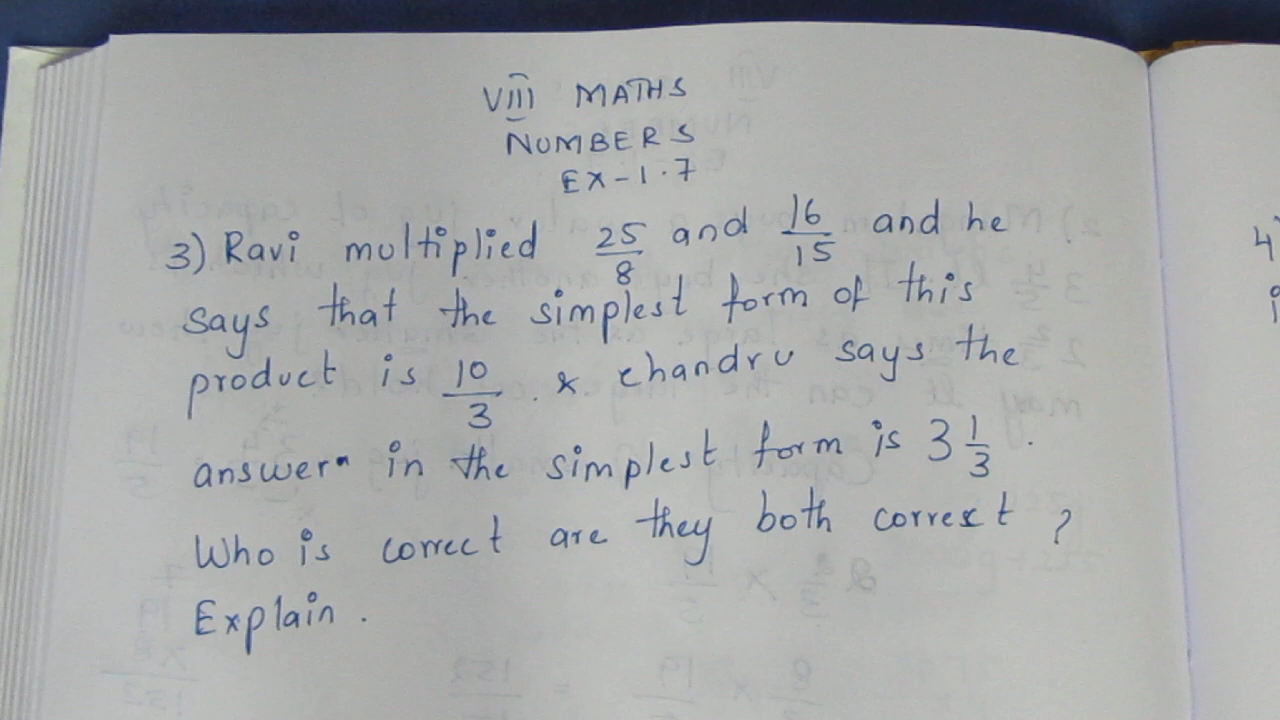 VIII MATHS
NUMBERS
EX-1.7
3) Ravi multiplied 25/8 and 16/15 and he
says that the simplest form of this
product is 10/3. & chandru says the
answer in the simplest form is 3 1/3.
Who is correct are they both correct?
Explain.
4